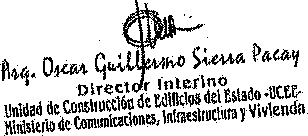 Arq. Oscar Guillermo Sierra Pacay
Director Interino
Unidad de Construcción de Edificios del Estado -UCEE-
Ministerio de Comunicaciones, Infraestructura y Vivienda